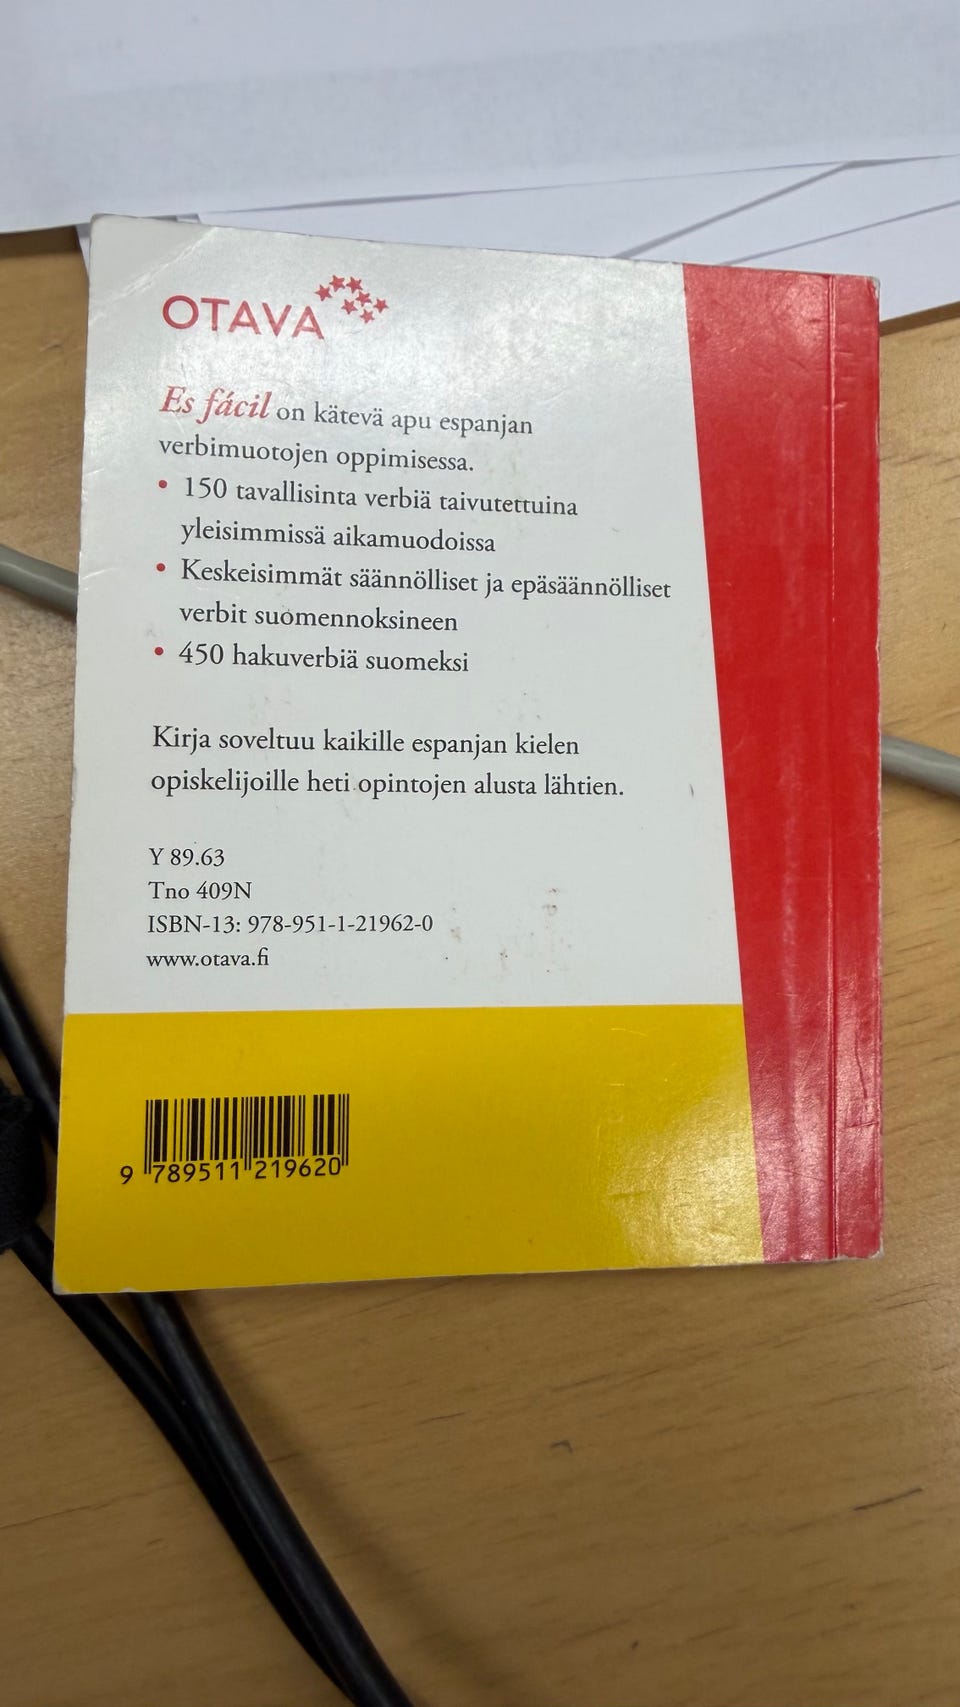 OTAVA
Es fácil on kätevä apu espanjan
verbimuotojen oppimisessa.
• 150 tavallisinta verbiä taivutettuina
yleisimmissä aikamuodoissa
• Keskeisimmät säännölliset ja epäsäännölliset
verbit suomennoksineen
• 450 hakuverbiä suomeksi
Kirja soveltuu kaikille espanjan kielen
opiskelijoille heti opintojen alusta lähtien.
Y 89.63
Tno 409N
ISBN-13: 978-951-1-21962-0
www.otava.fi
9 789511 219620